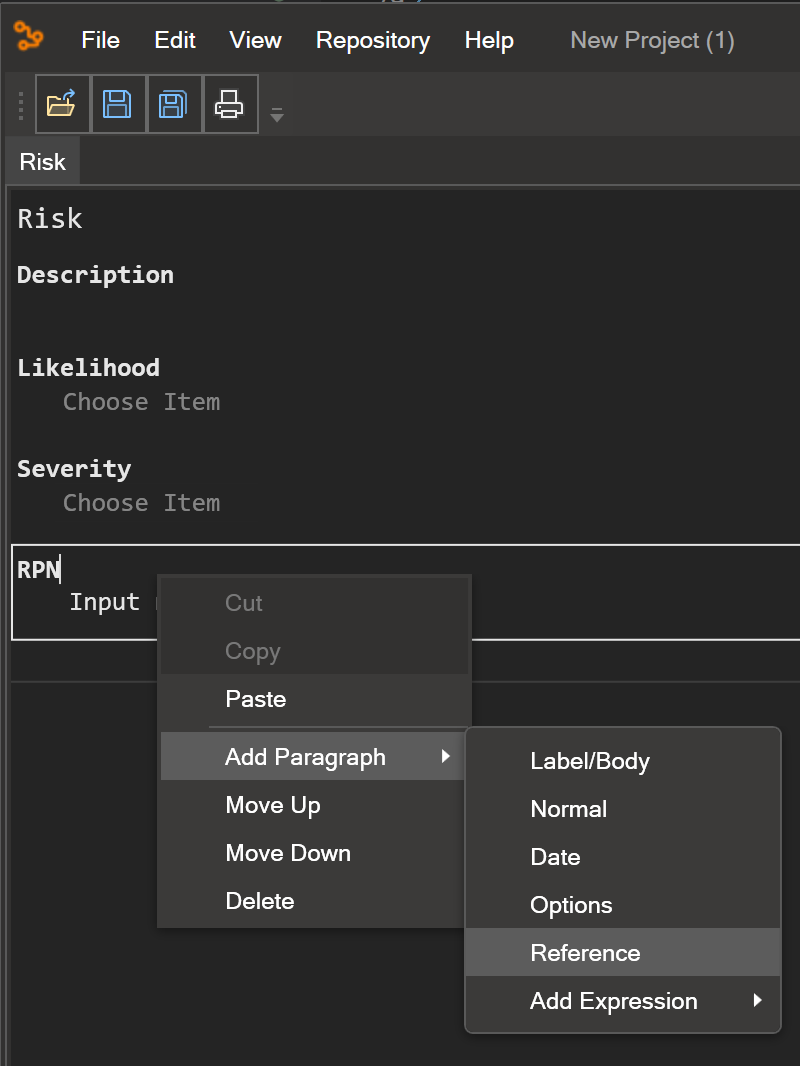 File Edit View Repository Help New Project (1)
Risk
Risk
Description
Likelihood
Choose Item
Severity
Choose Item
RPN
Input
Cut
Copy
Paste
Add Paragraph
Move Up
Move Down
Delete
Label/Body
Normal
Date
Options
Reference
Add Expression